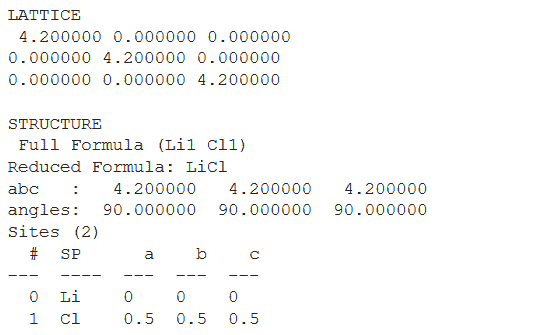 LATTICE
4.200000 0.000000 0.000000
0.000000 4.200000 0.000000
0.000000 0.000000 4.200000
STRUCTURE
Full Formula (Li1 Cl1)
Reduced Formula: LiCl
abc   :   4.200000   4.200000   4.200000
angles:  90.000000  90.000000  90.000000
Sites (2)
#  SP     a    b    c
---  ----  ---  ---  ---
0  Li    0    0    0
1  Cl    0.5  0.5  0.5